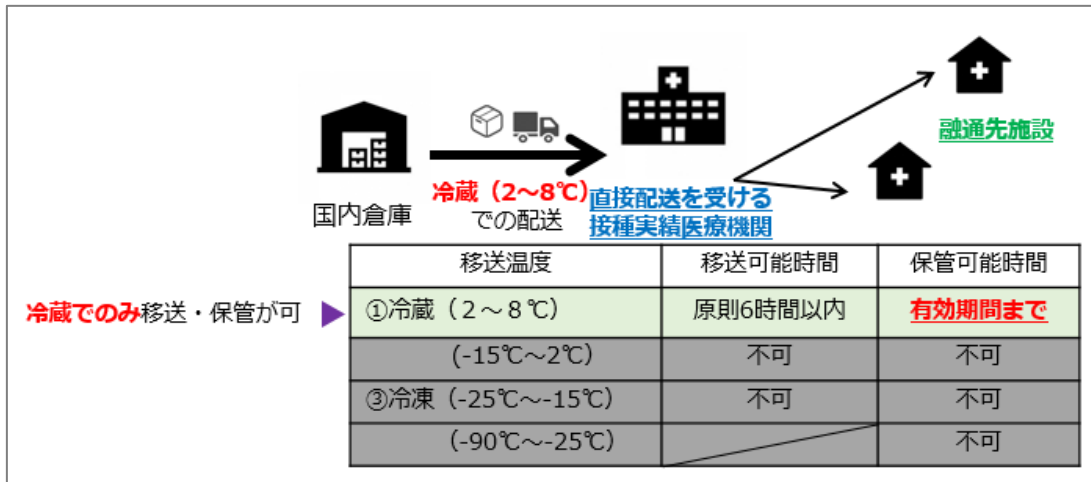 融通先施設
国内倉庫
冷蔵（2～8℃）
での配送
直接配送を受ける
接種実績医療機関
移送温度 移送可能時間 保管可能時間
冷蔵でのみ移送・保管が可
①冷蔵（２～８℃） 原則6時間以内 有効期間まで
(-15℃～2℃) 不可 不可
③冷凍（-25℃～-15℃） 不可 不可
(-90℃～-25℃) 不可